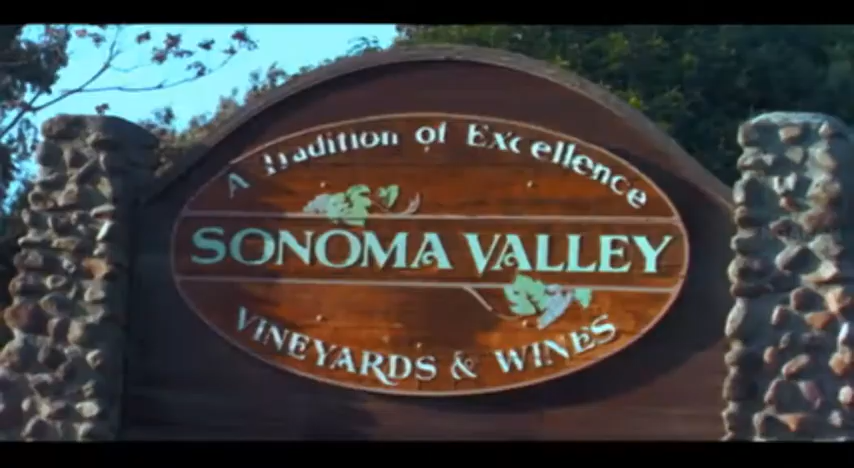 A Tradition of Excellence
SONOMA VALLEY
VINEYARDS & WINES